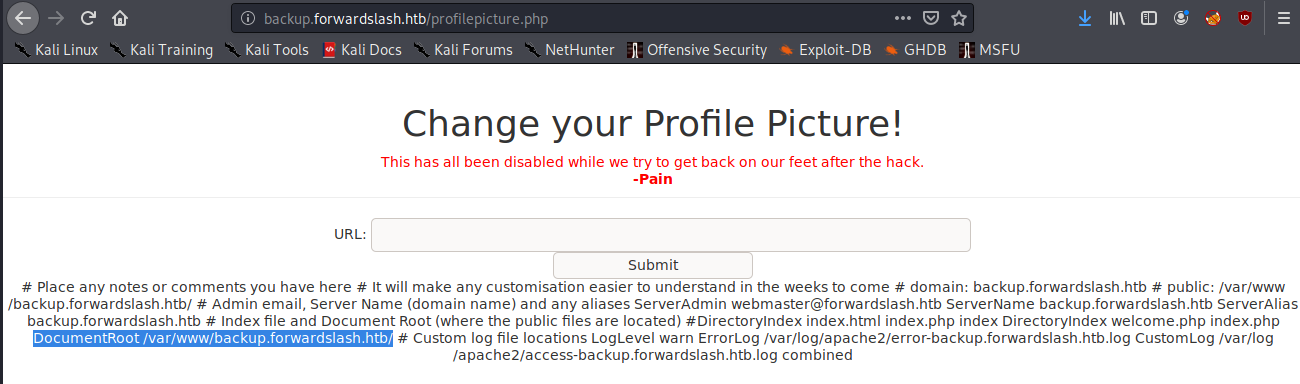 backup.forwardslash.htb/profilepicture.php
Kali Linux Kali Training Kali Tools Kali Docs Kali Forums NetHunter Offensive Security Exploit-DB GHDB MSFU
Change your Profile Picture!
This has all been disabled while we try to get back on our feet after the hack.
-Pain
URL:
Submit
# Place any notes or comments you have here # It will make any customisation easier to understand in the weeks to come # domain: backup.forwardslash.htb # public: /var/www
/backup.forwardslash.htb/ # Admin email, Server Name (domain name) and any aliases ServerAdmin webmaster@forwardslash.htb ServerName backup.forwardslash.htb ServerAlias
backup.forwardslash.htb # Index file and Document Root (where the public files are located) #DirectoryIndex index.html index.php index DirectoryIndex welcome.php index.php
DocumentRoot /var/www/backup.forwardslash.htb/ # Custom log file locations LogLevel warn ErrorLog /var/log/apache2/error-backup.forwardslash.htb.log CustomLog /var/log
/apache2/access-backup.forwardslash.htb.log combined